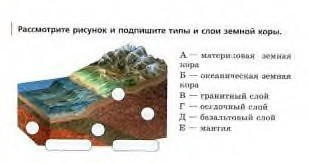 Рассмотрите рисунок и подпишите типы и слои земной коры.
А — материковая земная
кора
Б — океаническая земная
кора
В — гранитный слой
Г — осадочный слой
Д — базальтовый слой
Е — мантия